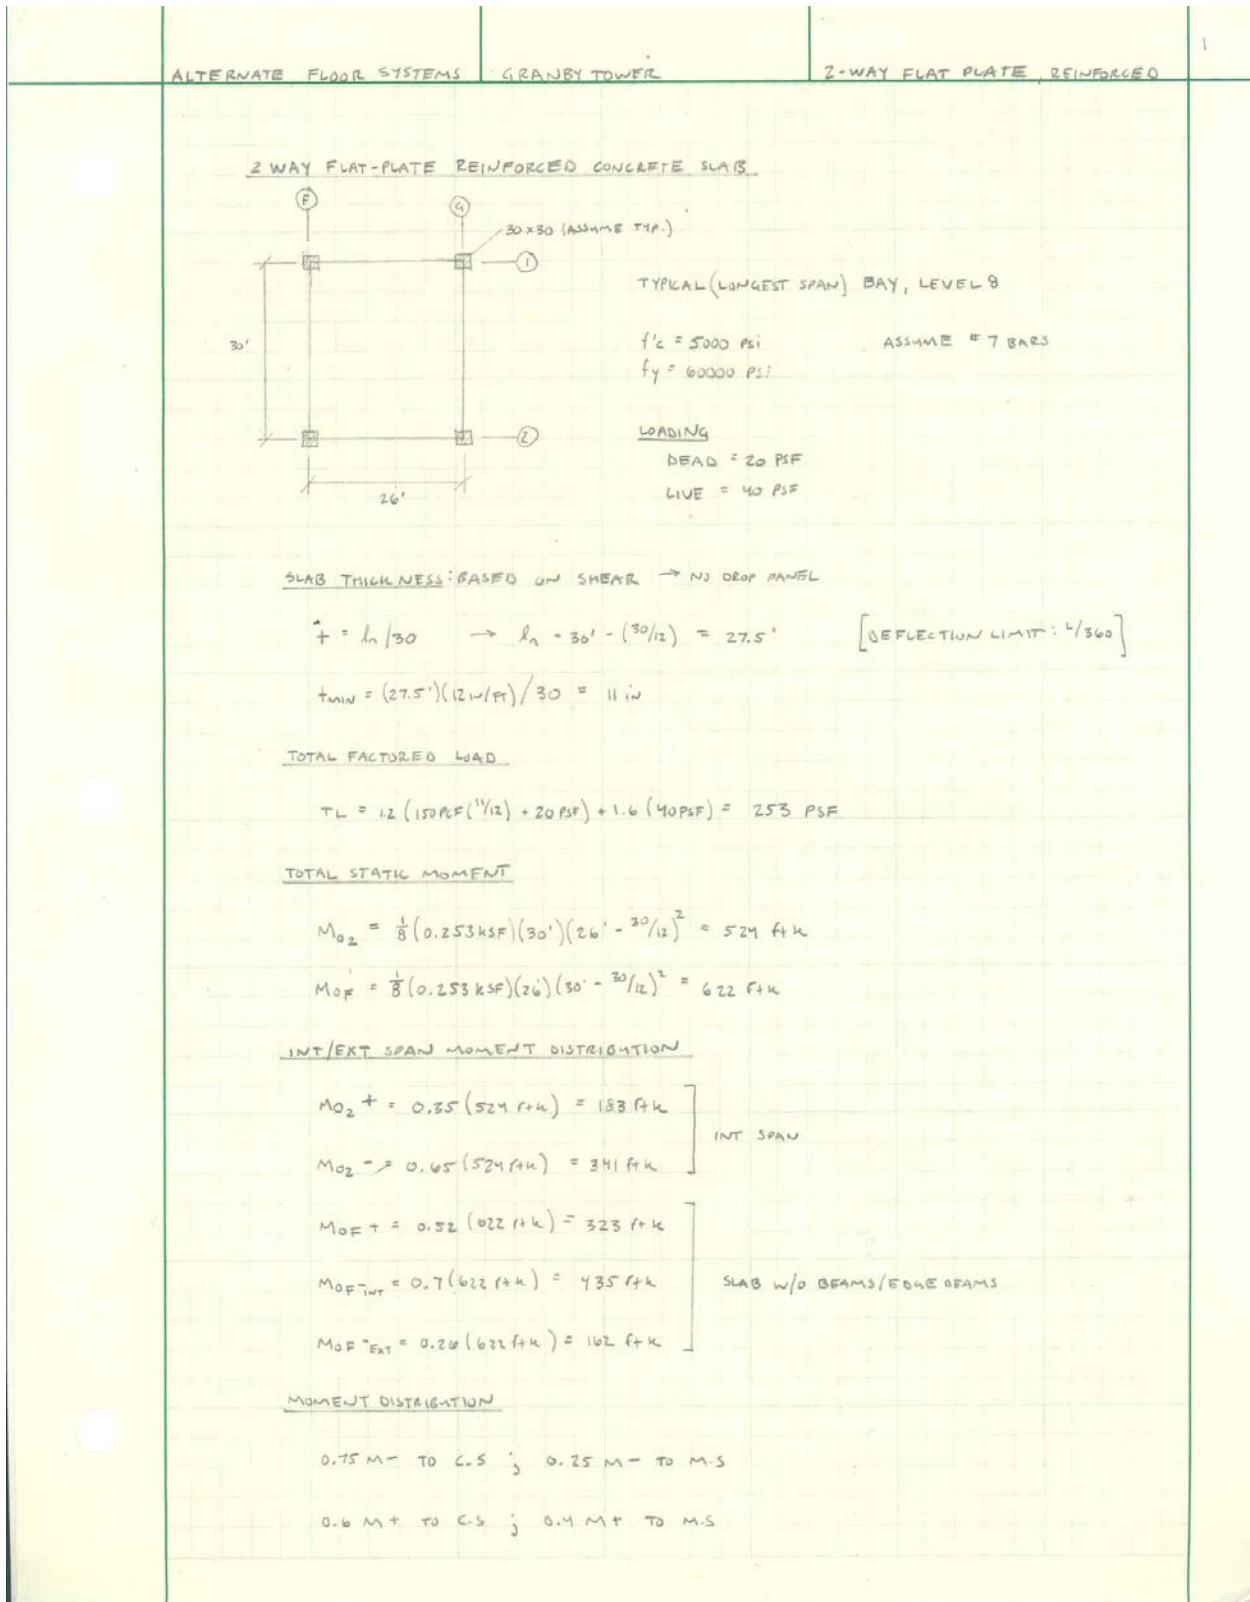 1
ALTERNATE FLOOR SYSTEMS GRANBY TOWER 2-WAY FLAT PLATE, REINFORCED
2 WAY FLAT-PLATE REINFORCED CONCRETE SLAB
F G
30x30 (ASSUME TYP.)
1
TYPICAL (LONGEST SPAN) BAY, LEVEL 8
30'
f'c = 5000 PSi ASSUME #7 BARS
fy = 60000 PSi
2
LOADING
DEAD = 20 PSF
LIVE = 40 PSF
26'
SLAB THICKNESS: BASED ON SHEAR → NO DROP PANEL
t = ln/30 → ln = 30' - (30/12) = 27.5' [DEFLECTION LIMIT: L/360]
tMIN = (27.5')(12 in/FT)/30 = 11 in
TOTAL FACTORED LOAD
TL = 1.2 (150 PCF (11/12) + 20 PSF) + 1.6 (40 PSF) = 253 PSF
TOTAL STATIC MOMENT
Mo2 = 1/8 (0.253 KSF)(30')(26' - 30/12)² = 524 ft k
MoF = 1/8 (0.253 KSF)(26')(30' - 30/12)² = 622 ft k
INT/EXT SPAN MOMENT DISTRIBUTION
Mo2 + = 0.35 (524 ft k) = 183 ft k
INT SPAN
Mo2 - = 0.65 (524 ft k) = 341 ft k
MoF + = 0.52 (622 ft k) = 323 ft k
MoF - INT = 0.7 (622 ft k) = 435 ft k SLAB W/O BEAMS/EDGE BEAMS
MoF - EXT = 0.26 (622 ft k) = 162 ft k
MOMENT DISTRIBUTION
0.75 M- TO C.S ; 0.25 M- TO M.S
0.6 M+ TO C.S ; 0.4 M+ TO M.S